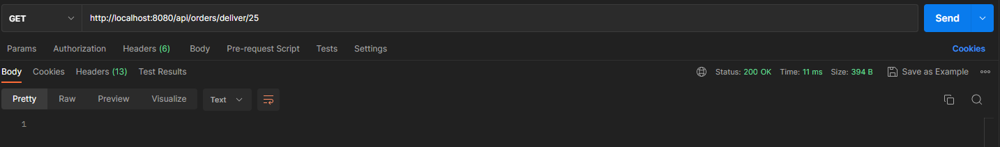 GET http://localhost:8080/api/orders/deliver/25 Send
Params Authorization Headers (6) Body Pre-request Script Tests Settings Cookies
Body Cookies Headers (13) Test Results Status: 200 OK Time: 11 ms Size: 394 B Save as Example
Pretty Raw Preview Visualize Text
1